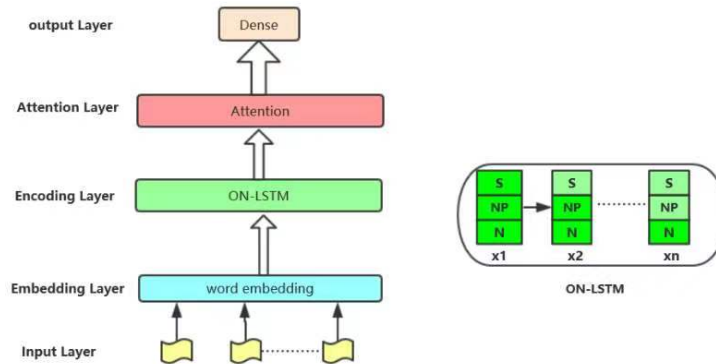 output Layer
Dense
Attention Layer
Attention
Encoding Layer
ON-LSTM
Embedding Layer
word embedding
Input Layer
S
S
S
NP
NP
NP
N
N
N
x1
x2
xn
ON-LSTM